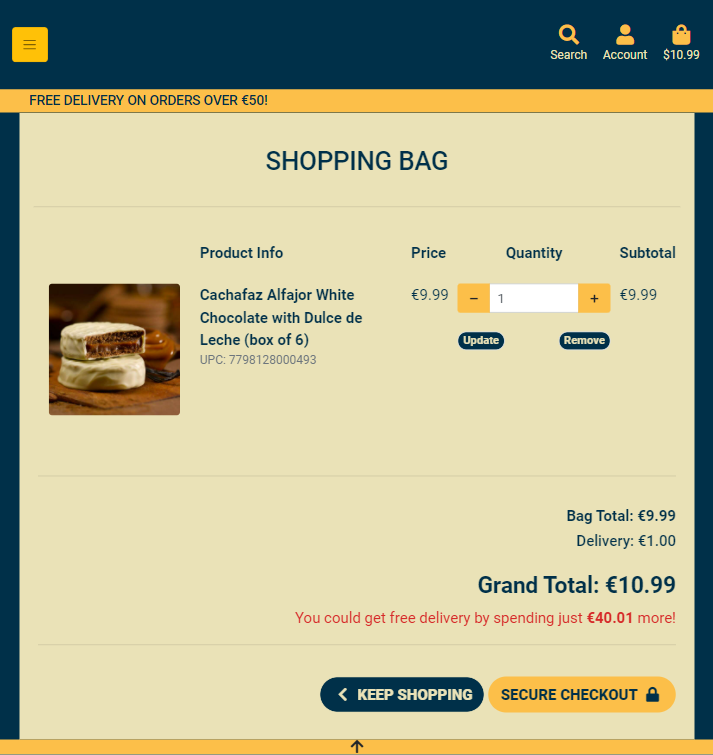 Search Account $10.99
FREE DELIVERY ON ORDERS OVER €50!
SHOPPING BAG
Product Info Price Quantity Subtotal
Cachafaz Alfajor White €9.99 − 1 + €9.99
Chocolate with Dulce de
Leche (box of 6)
Update Remove
UPC: 7798128000493
Bag Total: €9.99
Delivery: €1.00
Grand Total: €10.99
You could get free delivery by spending just €40.01 more!
KEEP SHOPPING SECURE CHECKOUT